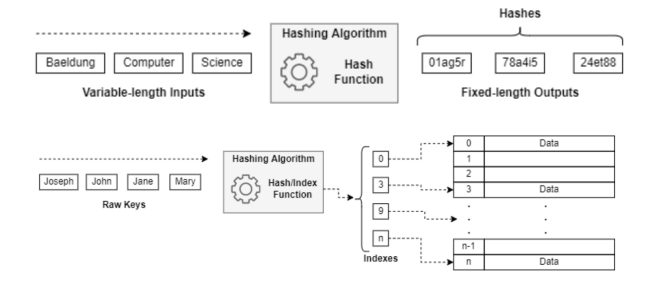 Hashes
Hashing Algorithm
Baeldung Computer Science
Hash
Function
01ag5r 78a4i5 24et88
Variable-length Inputs
Fixed-length Outputs
Hashing Algorithm
Joseph John Jane Mary
Hash/Index
Function
Raw Keys
0
3
9
n
Indexes
0 Data
1
2
3 Data
. .
. .
. .
n-1
n Data